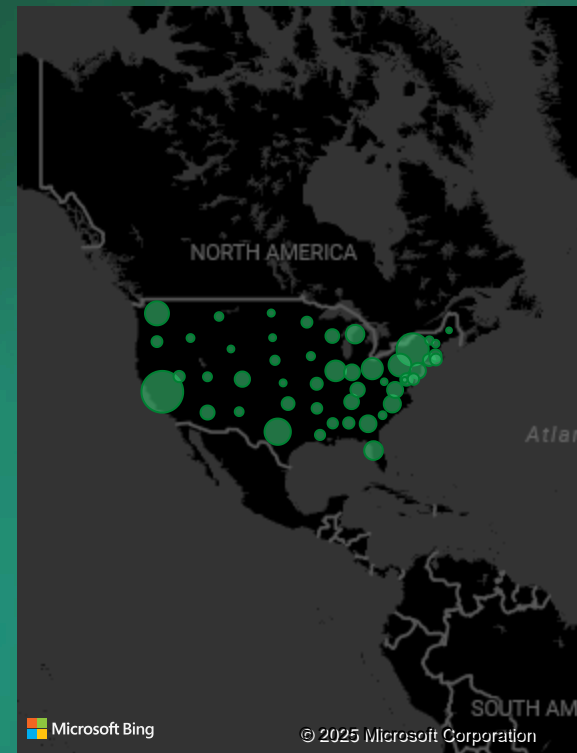 NORTH AMERICA
Atlan
SOUTH AM
Microsoft Bing
© 2025 Microsoft Corporation